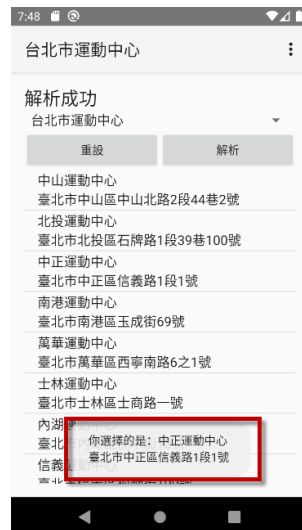 7:48
台北市運動中心
解析成功
台北市運動中心
重設 解析
中山運動中心
臺北市中山區中山北路2段44巷2號
北投運動中心
臺北市北投區石牌路1段39巷100號
中正運動中心
臺北市中正區信義路1段1號
南港運動中心
臺北市南港區玉成街69號
萬華運動中心
臺北市萬華區西寧南路6之1號
士林運動中心
臺北市士林區士商路一號
內湖
你選擇的是：中正運動中心
臺北
臺北市中正區信義路1段1號
信義